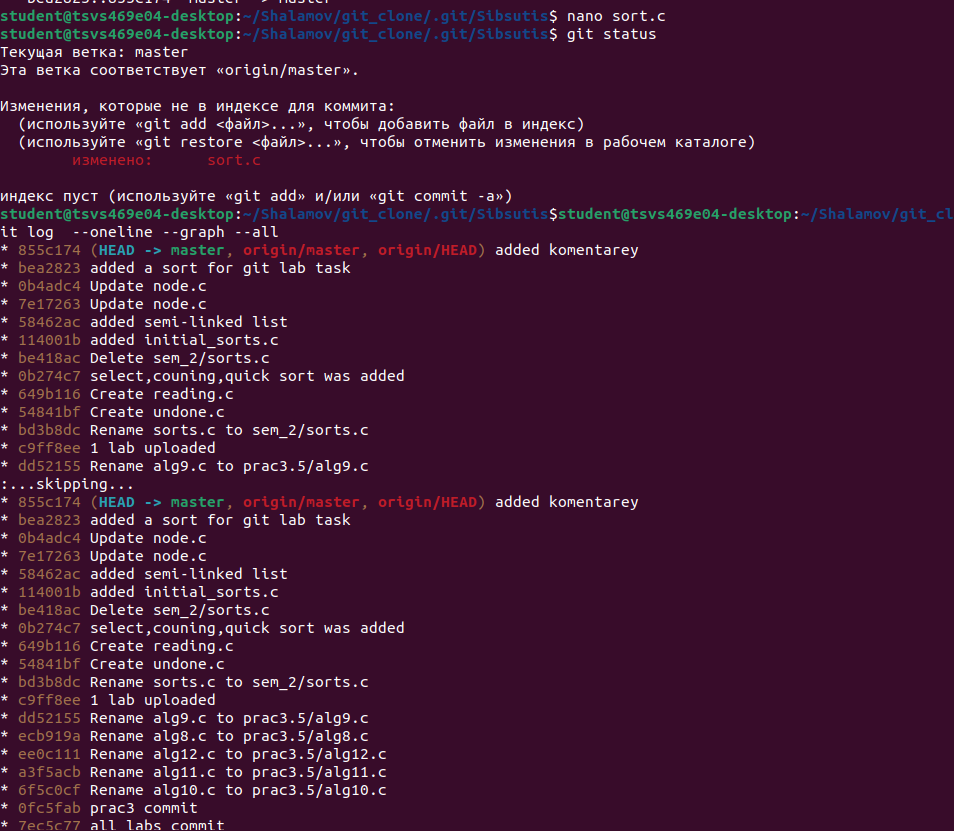 bea2823..855c174  master -> master
student@tsvs469e04-desktop:~/Shalamov/git_clone/.git/Sibsutis$ nano sort.c
student@tsvs469e04-desktop:~/Shalamov/git_clone/.git/Sibsutis$ git status
Текущая ветка: master
Эта ветка соответствует «origin/master».
Изменения, которые не в индексе для коммита:
  (используйте «git add <файл>...», чтобы добавить файл в индекс)
  (используйте «git restore <файл>...», чтобы отменить изменения в рабочем каталоге)
        изменено:      sort.c
индекс пуст (используйте «git add» и/или «git commit -a»)
student@tsvs469e04-desktop:~/Shalamov/git_clone/.git/Sibsutis$student@tsvs469e04-desktop:~/Shalamov/git_cl
it log  --oneline --graph --all
* 855c174 (HEAD -> master, origin/master, origin/HEAD) added komentarey
* bea2823 added a sort for git lab task
* 0b4adc4 Update node.c
* 7e17263 Update node.c
* 58462ac added semi-linked list
* 114001b added initial_sorts.c
* be418ac Delete sem_2/sorts.c
* 0b274c7 select,couning,quick sort was added
* 649b116 Create reading.c
* 54841bf Create undone.c
* bd3b8dc Rename sorts.c to sem_2/sorts.c
* c9ff8ee 1 lab uploaded
* dd52155 Rename alg9.c to prac3.5/alg9.c
:...skipping...
* 855c174 (HEAD -> master, origin/master, origin/HEAD) added komentarey
* bea2823 added a sort for git lab task
* 0b4adc4 Update node.c
* 7e17263 Update node.c
* 58462ac added semi-linked list
* 114001b added initial_sorts.c
* be418ac Delete sem_2/sorts.c
* 0b274c7 select,couning,quick sort was added
* 649b116 Create reading.c
* 54841bf Create undone.c
* bd3b8dc Rename sorts.c to sem_2/sorts.c
* c9ff8ee 1 lab uploaded
* dd52155 Rename alg9.c to prac3.5/alg9.c
* ecb919a Rename alg8.c to prac3.5/alg8.c
* ee0c111 Rename alg12.c to prac3.5/alg12.c
* a3f5acb Rename alg11.c to prac3.5/alg11.c
* 6f5c0cf Rename alg10.c to prac3.5/alg10.c
* 0fc5fab prac3 commit
* 7ec5c77 all labs commit